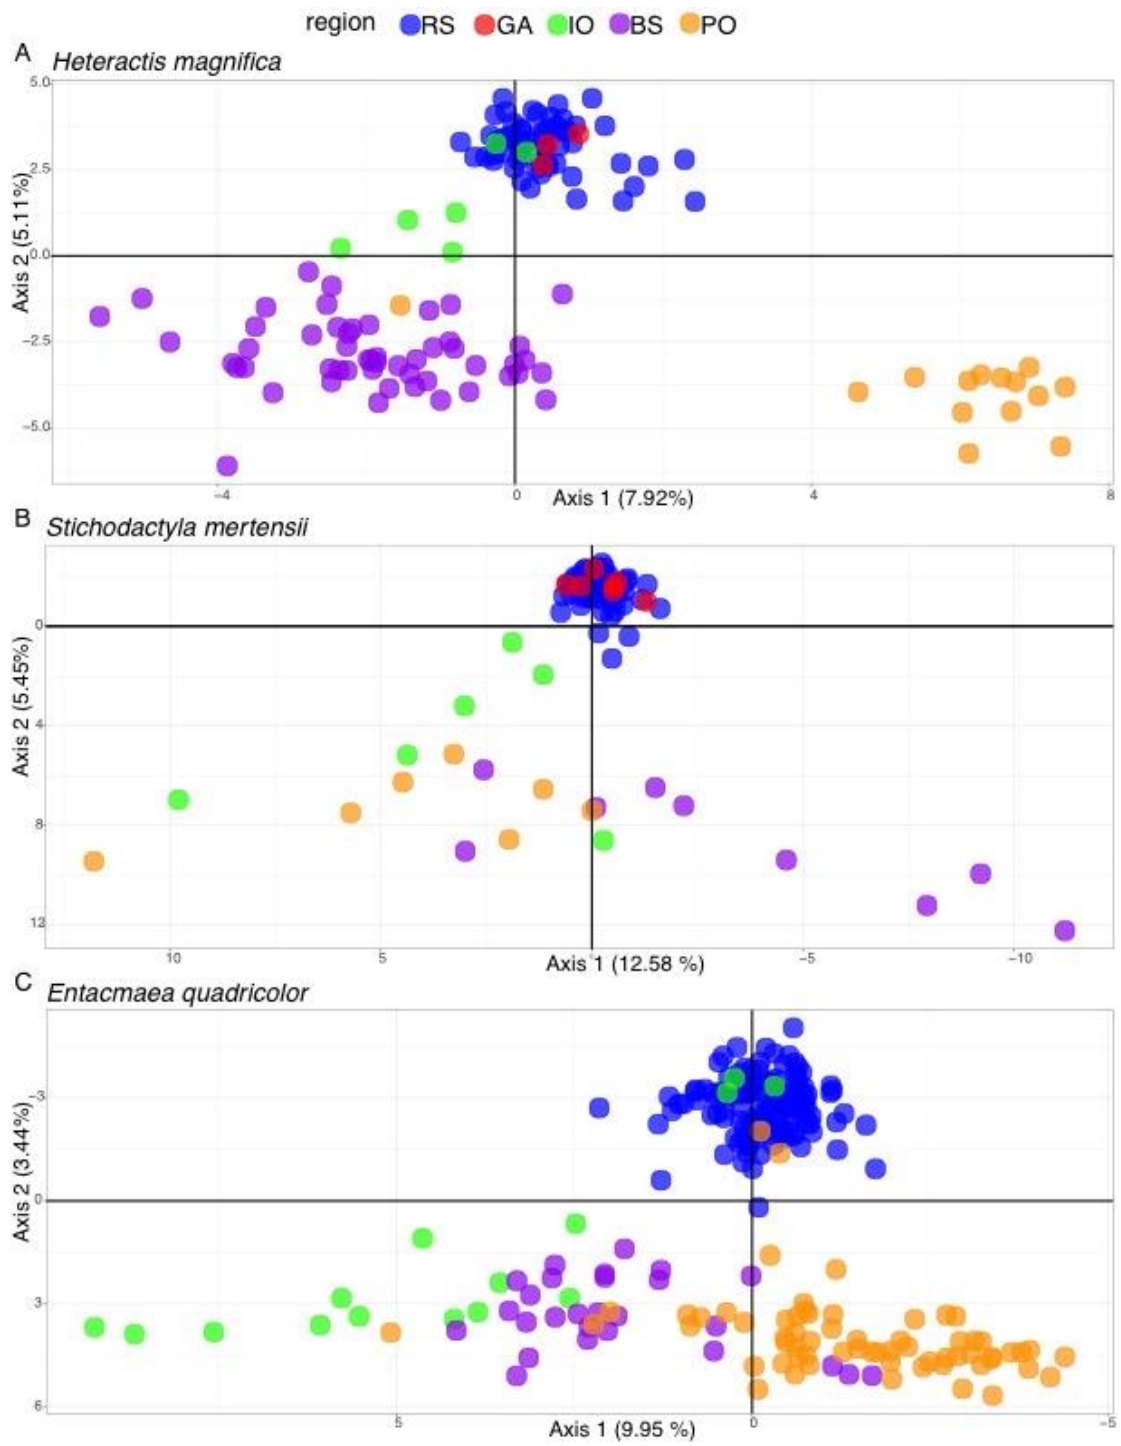 region RS GA IO BS PO
A
Heteractis magnifica
5.0
2.5
0.0
−2.5
−5.0
Axis 2 (5.11%)
−4 0 4 8
Axis 1 (7.92%)
B
Stichodactyla mertensii
0
4
8
12
Axis 2 (5.45%)
10 5 −5 −10
Axis 1 (12.58 %)
C
Entacmaea quadricolor
−3
0
3
6
Axis 2 (3.44%)
5 0 −5
Axis 1 (9.95 %)